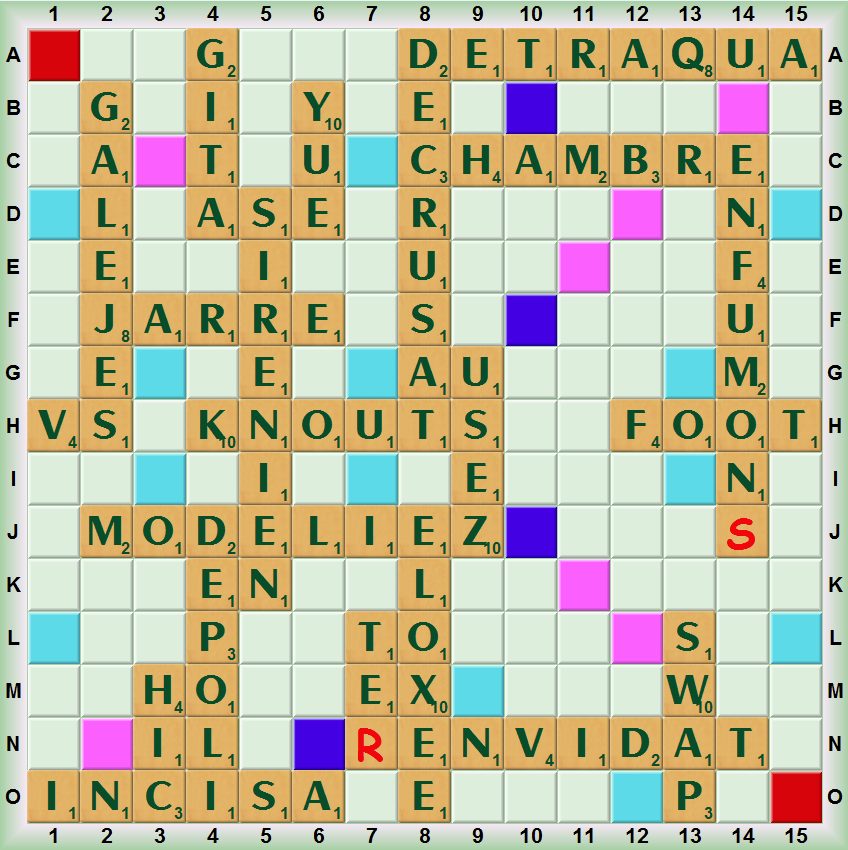 1 2 3 4 5 6 7 8 9 10 11 12 13 14 15
A G2 D2 E1 T1 R1 A1 Q8 U1 A1 A
B G2 I1 Y10 E1 B
C A1 T1 U1 C3 H4 A1 M2 B3 R1 E1 C
D L1 A1 S1 E1 R1 N1 D
E E1 I1 U1 F4 E
F J8 A1 R1 R1 E1 S1 U1 F
G E1 E1 A1 U1 M2 G
H V4 S1 K10 N1 O1 U1 T1 S1 F4 O1 O1 T1 H
I I1 E1 N1 I
J M2 O1 D2 E1 L1 I1 E1 Z10 S J
K E1 N1 L1 K
L P3 T1 O1 S1 L
M H4 O1 E1 X10 W10 M
N I1 L1 R E1 N1 V4 I1 D2 A1 T1 N
O I1 N1 C3 I1 S1 A1 E1 P3 O
1 2 3 4 5 6 7 8 9 10 11 12 13 14 15